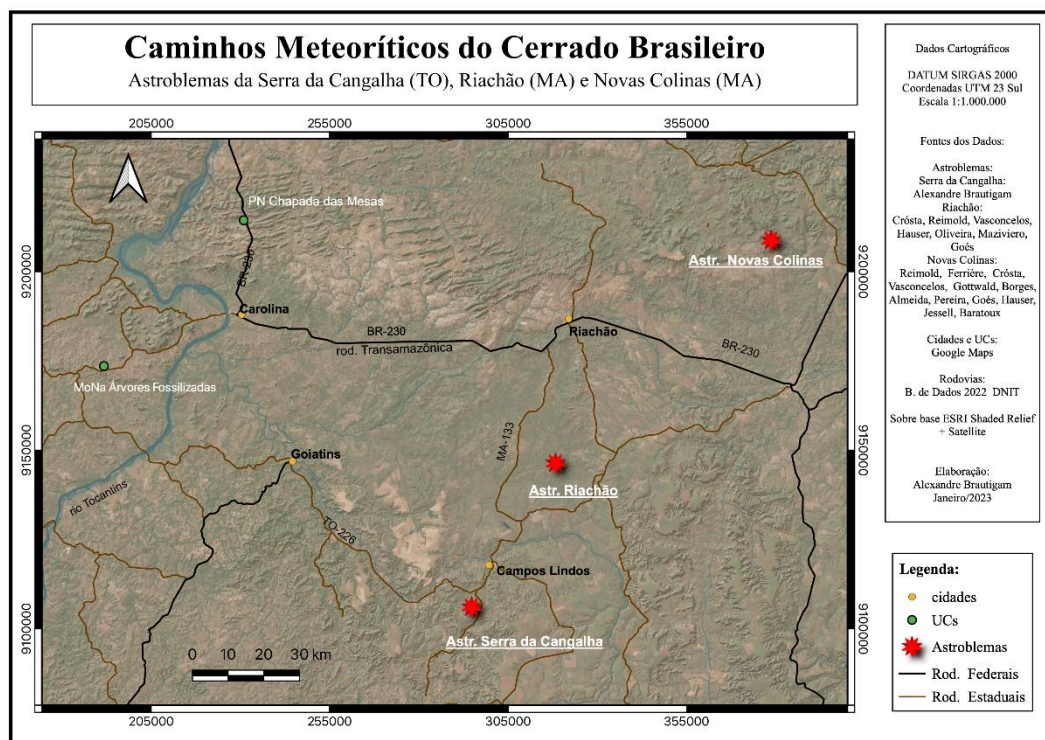 Caminhos Meteoríticos do Cerrado Brasileiro
Astroblemas da Serra da Cangalha (TO), Riachão (MA) e Novas Colinas (MA)
205000
255000
305000
355000
9200000
9150000
9100000
PN Chapada das Mesas
BR-230
Carolina
BR-230
rod. Transamazônica
Astr. Novas Colinas
Riachão
BR-230
MoNa Árvores Fossilizadas
rio Tocantins
Goiatins
TO-226
MA-133
Astr. Riachão
Campos Lindos
Astr. Serra da Cangalha
0 10 20 30 km
9200000
9150000
9100000
205000
255000
305000
355000
Dados Cartográficos
DATUM SIRGAS 2000
Coordenadas UTM 23 Sul
Escala 1:1.000.000
Fontes dos Dados:
Astroblemas:
Serra da Cangalha:
Alexandre Brautigam
Riachão:
Crósta, Reimold, Vasconcelos,
Hauser, Oliveira, Maziviero,
Goés
Novas Colinas:
Reimold, Ferrière, Crósta,
Vasconcelos, Gottwald, Borges,
Almeida, Pereira, Goés, Hauser,
Jessell, Baratoux
Cidades e UCs:
Google Maps
Rodovias:
B. de Dados 2022 DNIT
Sobre base ESRI Shaded Relief
+ Satellite
Elaboração:
Alexandre Brautigam
Janeiro/2023
Legenda:
cidades
UCs
Astroblemas
Rod. Federais
Rod. Estaduais